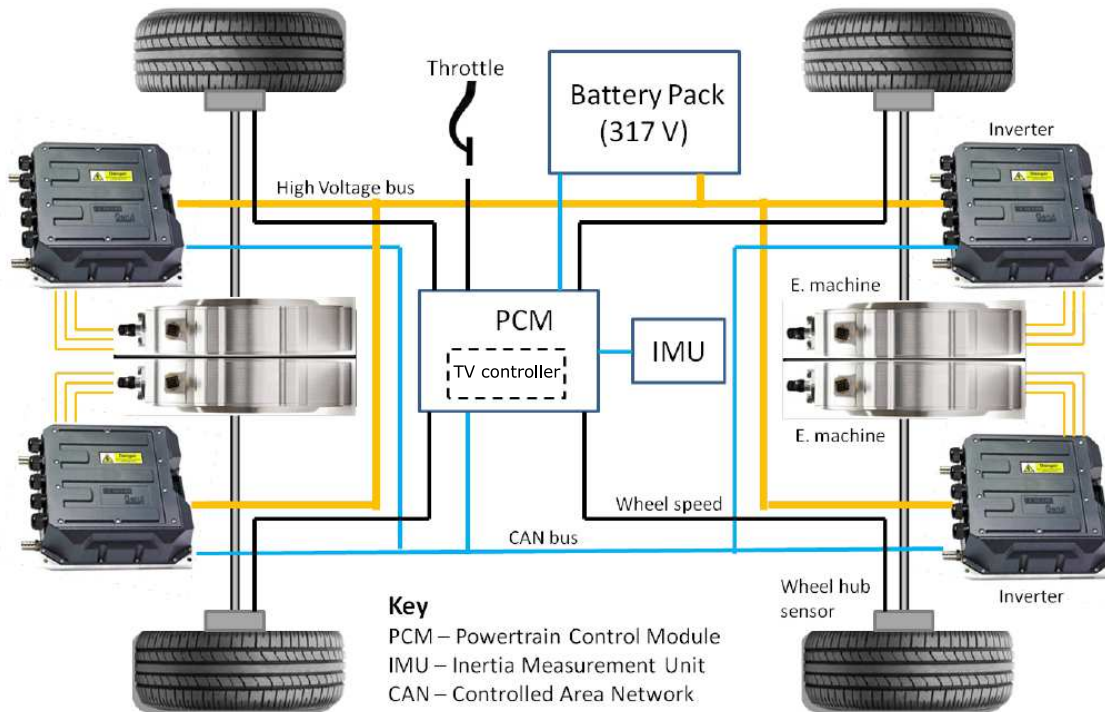 Throttle
Battery Pack
(317 V)
Inverter
High Voltage bus
E. machine
PCM
IMU
TV controller
E. machine
Wheel speed
CAN bus
Wheel hub
sensor
Inverter
Key
PCM – Powertrain Control Module
IMU – Inertia Measurement Unit
CAN – Controlled Area Network